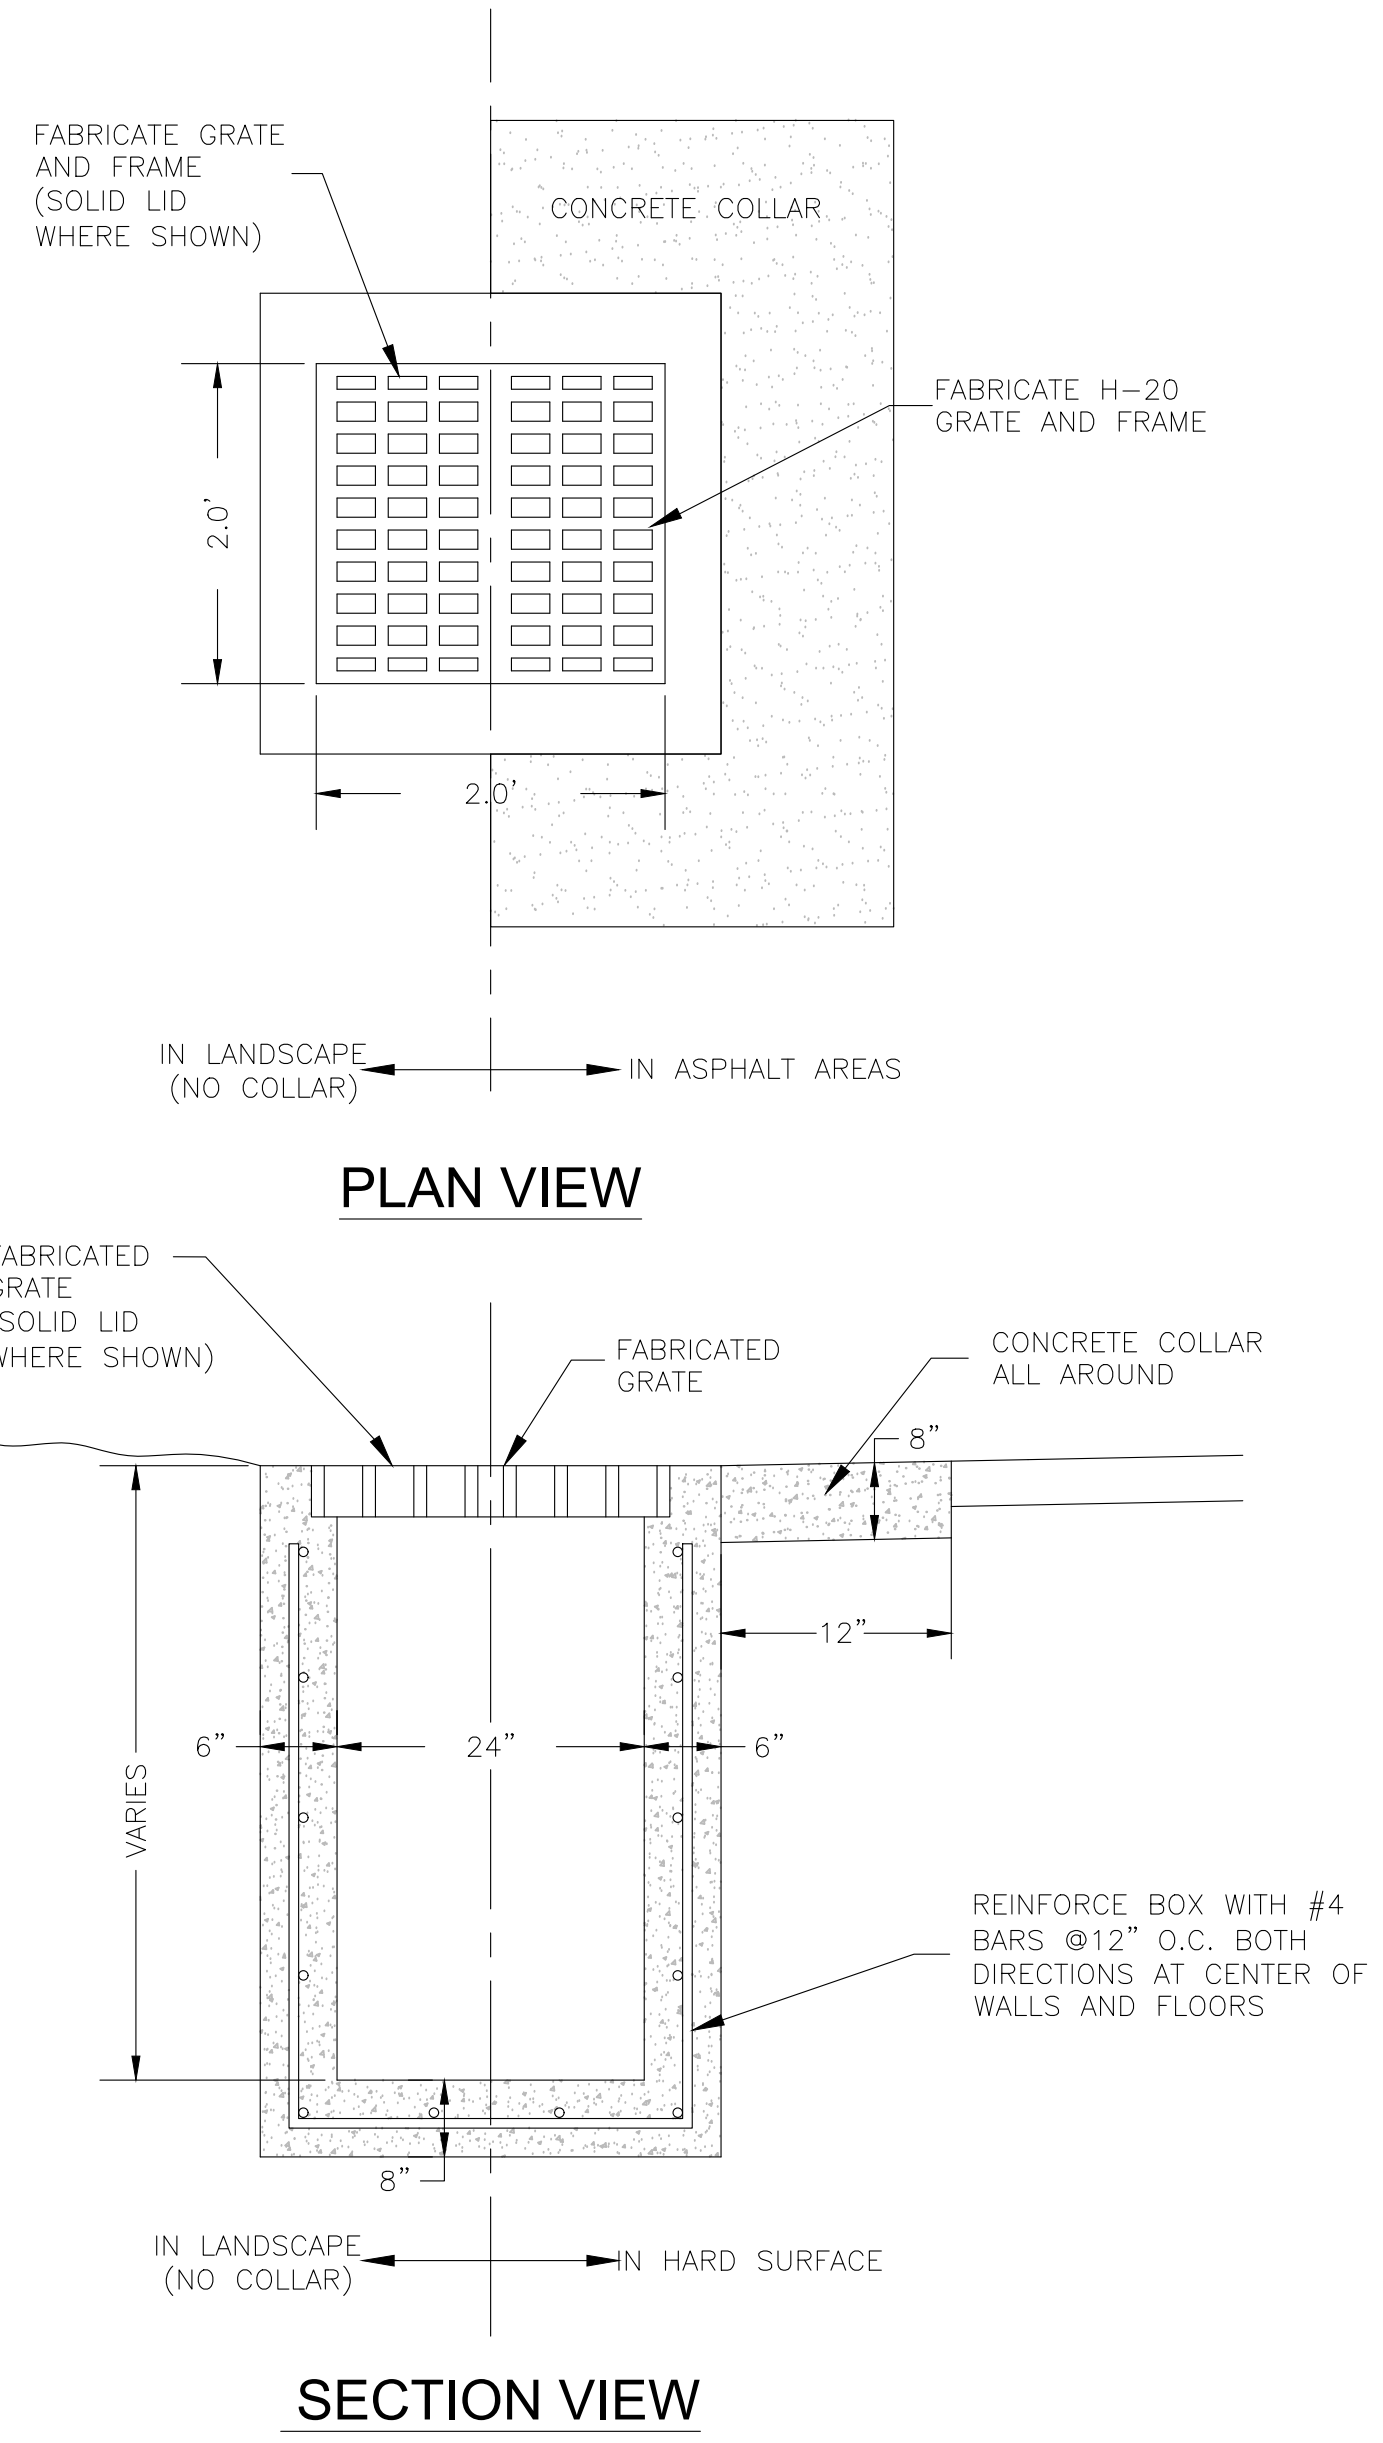 FABRICATE GRATE
AND FRAME
(SOLID LID
WHERE SHOWN)
CONCRETE COLLAR
FABRICATE H-20
GRATE AND FRAME
2.0'
2.0'
IN LANDSCAPE
(NO COLLAR)
IN ASPHALT AREAS
PLAN VIEW
ABRICATED
GRATE
SOLID LID
WHERE SHOWN)
FABRICATED
GRATE
CONCRETE COLLAR
ALL AROUND
8"
12"
6"
24"
6"
VARIES
REINFORCE BOX WITH #4
BARS @12" O.C. BOTH
DIRECTIONS AT CENTER OF
WALLS AND FLOORS
8"
IN LANDSCAPE
(NO COLLAR)
IN HARD SURFACE
SECTION VIEW